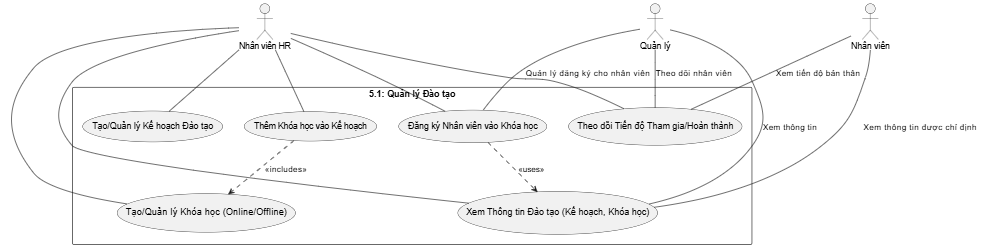 Nhân viên HR
Quản lý
Nhân viên
Quản lý đăng ký cho nhân viên
Theo dõi nhân viên
Xem tiến độ bản thân
5.1: Quản lý Đào tạo
Tạo/Quản lý Kế hoạch Đào tạo
Thêm Khóa học vào Kế hoạch
Đăng ký Nhân viên vào Khóa học
Theo dõi Tiến độ Tham gia/Hoàn thành
Xem thông tin
Xem thông tin được chỉ định
«includes»
«uses»
Tạo/Quản lý Khóa học (Online/Offline)
Xem Thông tin Đào tạo (Kế hoạch, Khóa học)